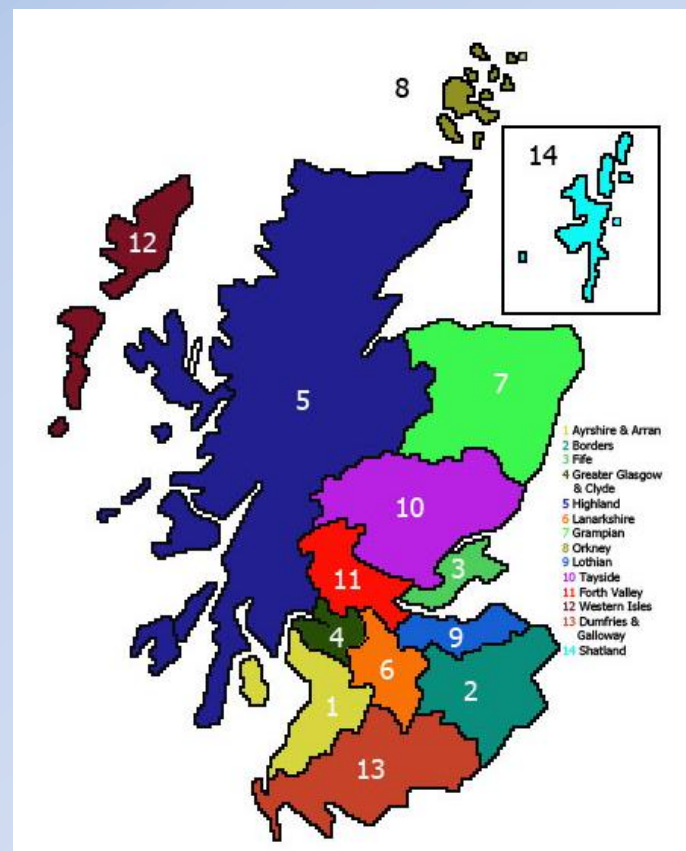 8
14
12
7
5
10
3
11
4
9
6
2
1
13
1 Ayrshire & Arran
2 Borders
3 Fife
4 Greater Glasgow
& Clyde
5 Highland
6 Lanarkshire
7 Grampian
8 Orkney
9 Lothian
10 Tayside
11 Forth Valley
12 Western Isles
13 Dumfries &
Galloway
14 Shatland